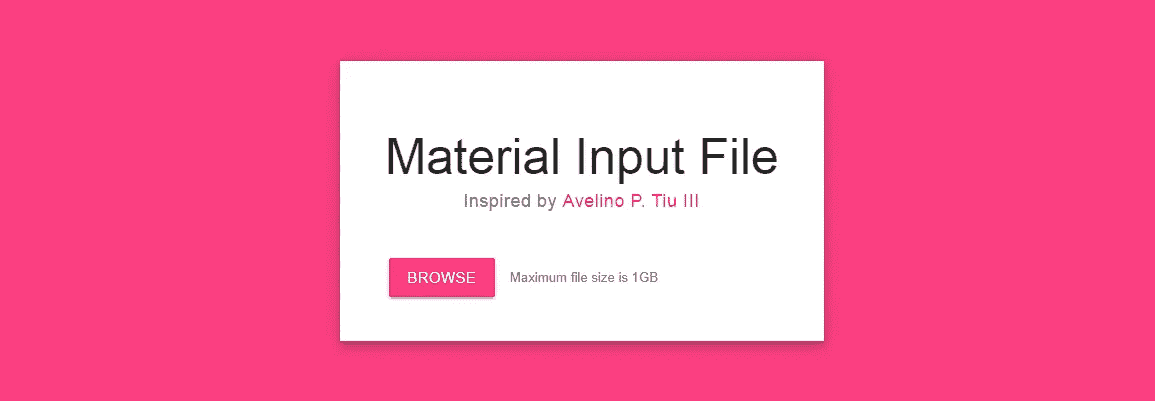 Material Input File
Inspired by Avelino P. Tiu III
BROWSE Maximum file size is 1GB